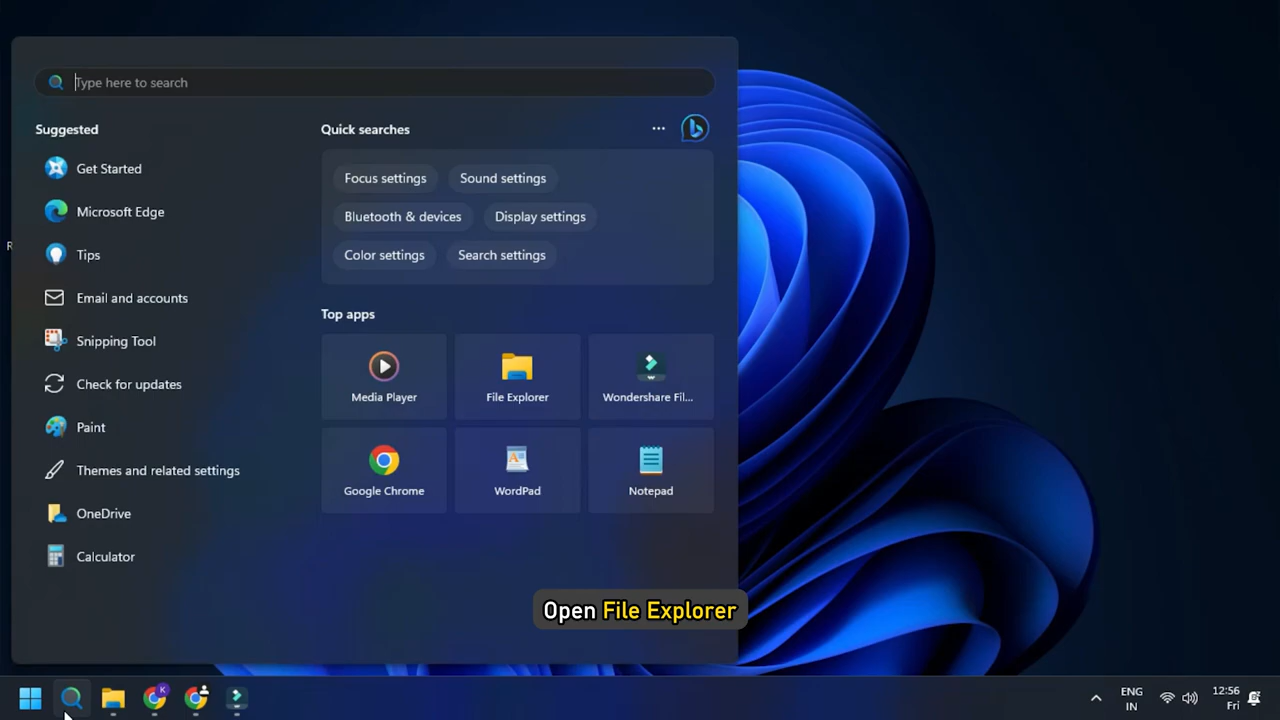 Type here to search
Suggested
Get Started
Microsoft Edge
Tips
Email and accounts
Snipping Tool
Check for updates
Paint
Themes and related settings
OneDrive
Calculator
Quick searches
Focus settings
Sound settings
Bluetooth & devices
Display settings
Color settings
Search settings
Top apps
Media Player
File Explorer
Wondershare Fil...
Google Chrome
WordPad
Notepad
R
Open File Explorer
K
ENG
IN
12:56
Fri